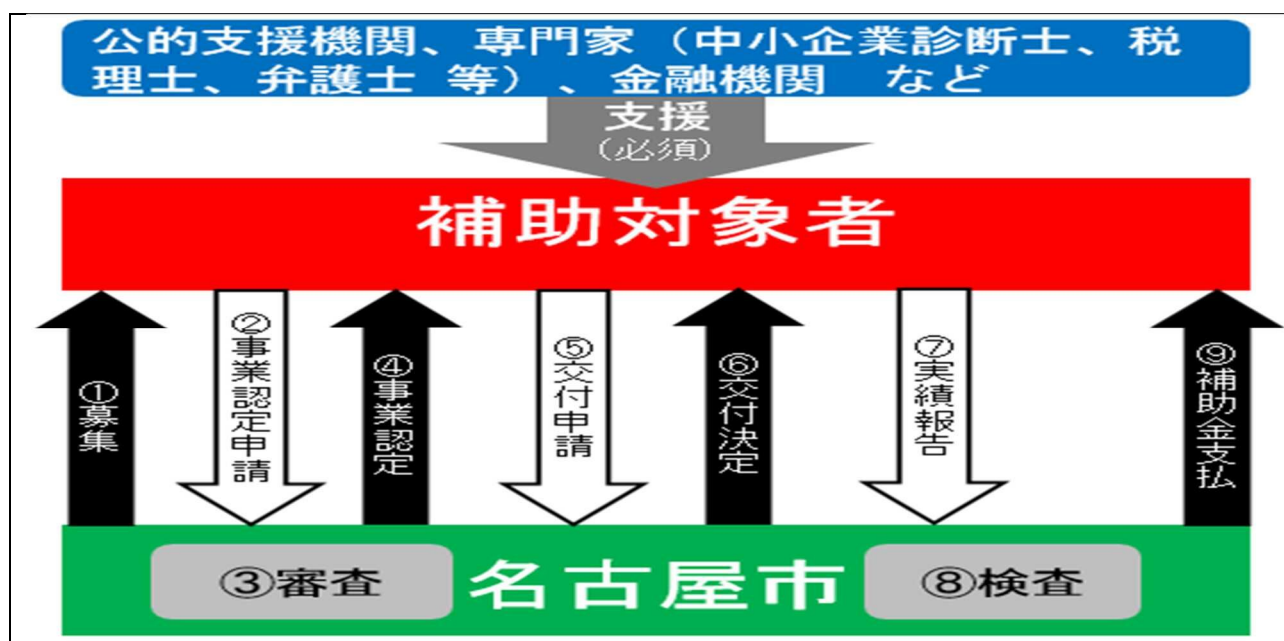 公的支援機関、専門家（中小企業診断士、税
理士、弁護士 等）、金融機関 など
支援
(必須)
補助対象者
①募集
②事業認定申請
④事業認定
⑤交付申請
⑥交付決定
⑦実績報告
⑨補助金支払
③審査
名古屋市
⑧検査